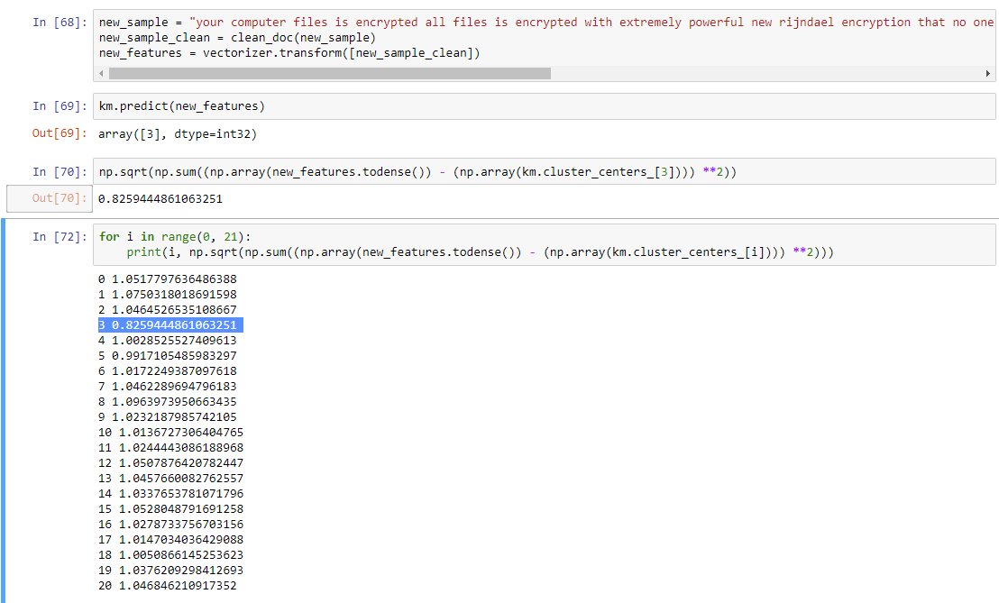 In [68]: new_sample = "your computer files is encrypted all files is encrypted with extremely powerful new rijndael encryption that no one
new_sample_clean = clean_doc(new_sample)
new_features = vectorizer.transform([new_sample_clean])
In [69]: km.predict(new_features)
Out[69]: array([3], dtype=int32)
In [70]: np.sqrt(np.sum((np.array(new_features.todense()) - (np.array(km.cluster_centers_[3]))) **2))
Out[70]: 0.8259444861063251
In [72]: for i in range(0, 21):
    print(i, np.sqrt(np.sum((np.array(new_features.todense()) - (np.array(km.cluster_centers_[i]))) **2)))
0 1.0517797636486388
1 1.0750318018691598
2 1.0464526535108667
3 0.8259444861063251
4 1.0028525527409613
5 0.9917105485983297
6 1.0172249387097618
7 1.0462289694796183
8 1.0963973950663435
9 1.0232187985742105
10 1.0136727306404765
11 1.0244443086188968
12 1.0507876420782447
13 1.0457660082762557
14 1.0337653781071796
15 1.0528048791691258
16 1.0278733756703156
17 1.0147034036429088
18 1.0050866145253623
19 1.0376209298412693
20 1.046846210917352